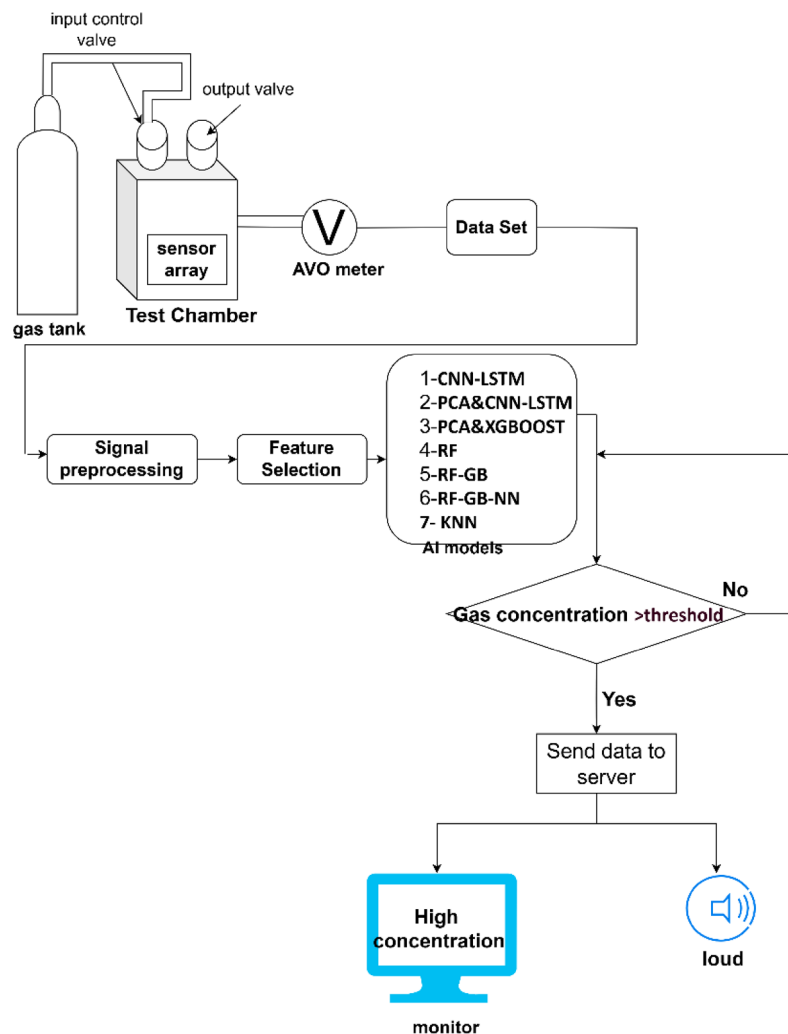 input control
valve
output valve
V
sensor
array
AVO meter
Data Set
Test Chamber
gas tank
1-CNN-LSTM
2-PCA&CNN-LSTM
3-PCA&XGBOOST
4-RF
5-RF-GB
6-RF-GB-NN
7- KNN
AI models
Signal
preprocessing
Feature
Selection
No
Gas concentration >threshold
Yes
Send data to
server
High
concentration
loud
monitor